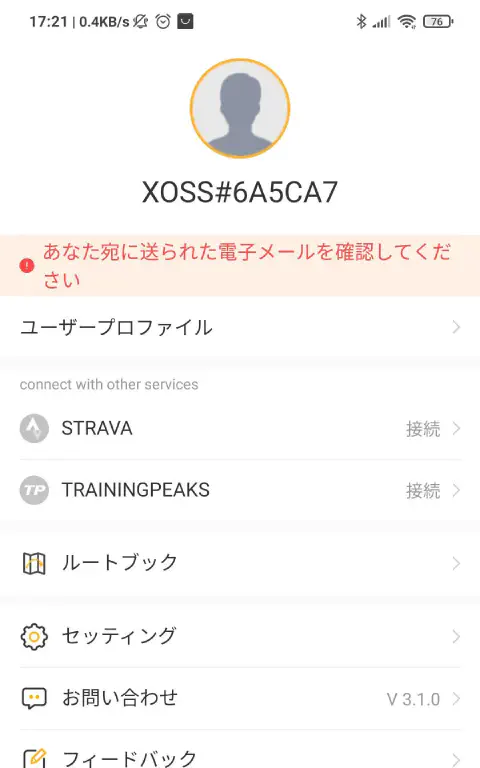 17:21 | 0.4KB/s
76
XOSS#6A5CA7
あなた宛に送られた電子メールを確認してくだ
さい
ユーザープロファイル
connect with other services
STRAVA 接続
TP TRAININGPEAKS 接続
ルートブック
セッティング
お問い合わせ V 3.1.0
フィードバック